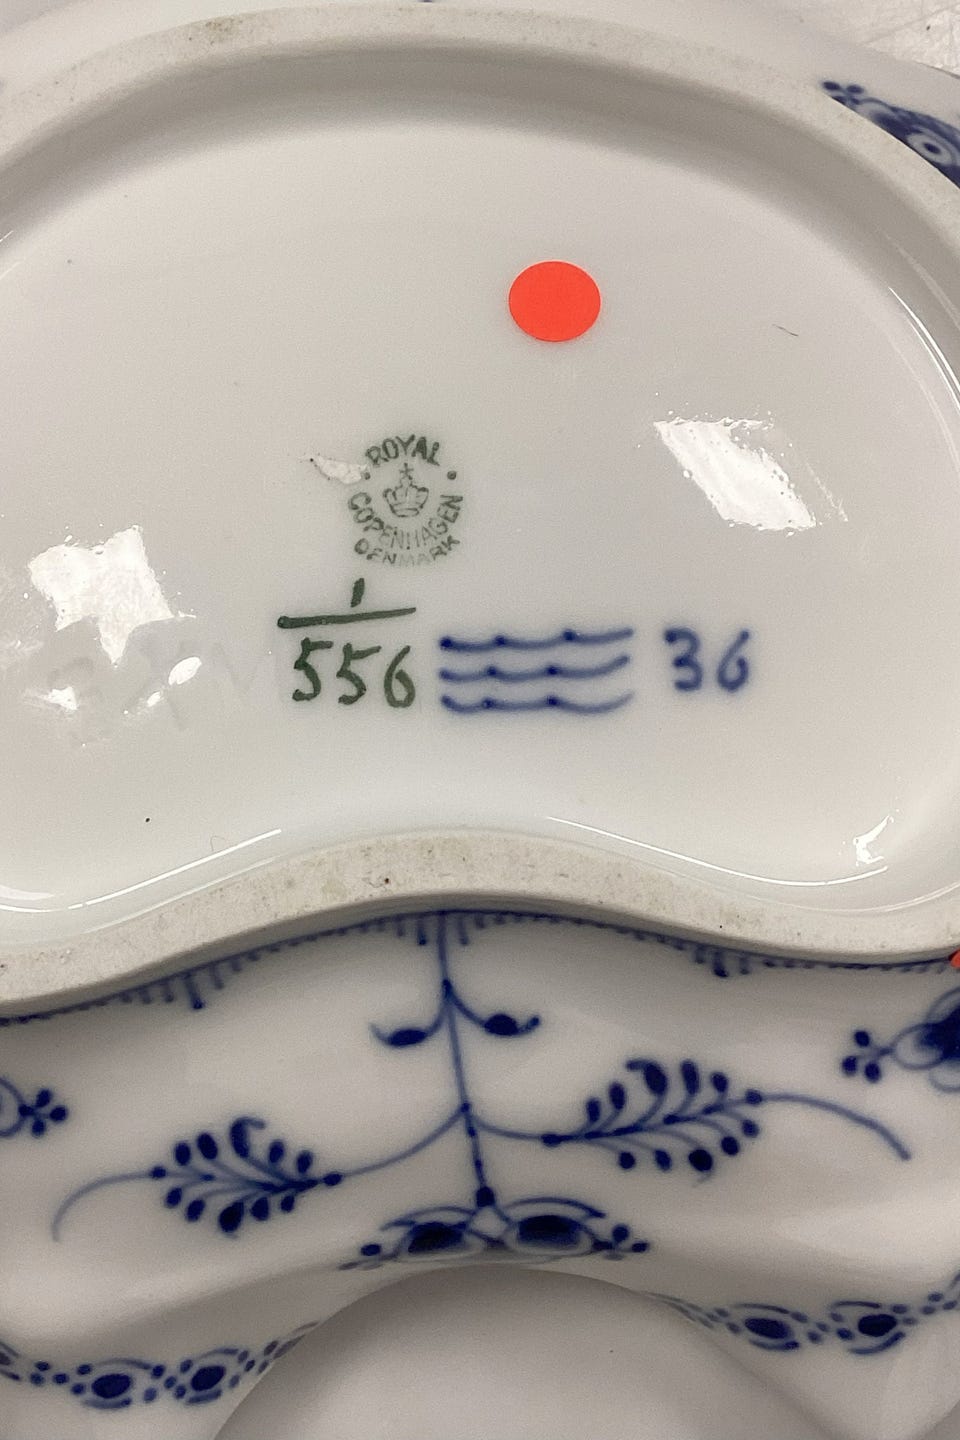 ROYAL
COPENHAGEN
DENMARK
1
556 36